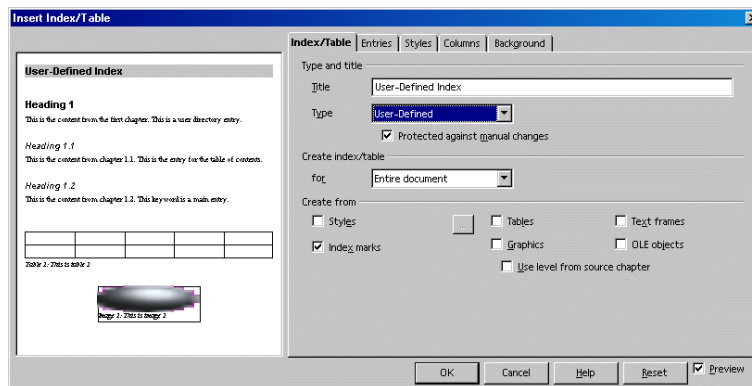 Insert Index/Table
User-Defined Index
Heading 1
This is the content from the first chapter. This is a user directory entry.
Heading 1.1
This is the content from chapter 1.1. This is the entry for the table of contents.
Heading 1.2
This is the content from chapter 1.2. This keyword is a main entry.
Table 1: This is table 1
Image 1: This is image 1
Index/Table Entries Styles Columns Background
Type and title
Title User-Defined Index
Type User-Defined
Protected against manual changes
Create index/table
for Entire document
Create from
Styles ... Tables Text frames
Index marks Graphics OLE objects
Use level from source chapter
OK Cancel Help Reset Preview